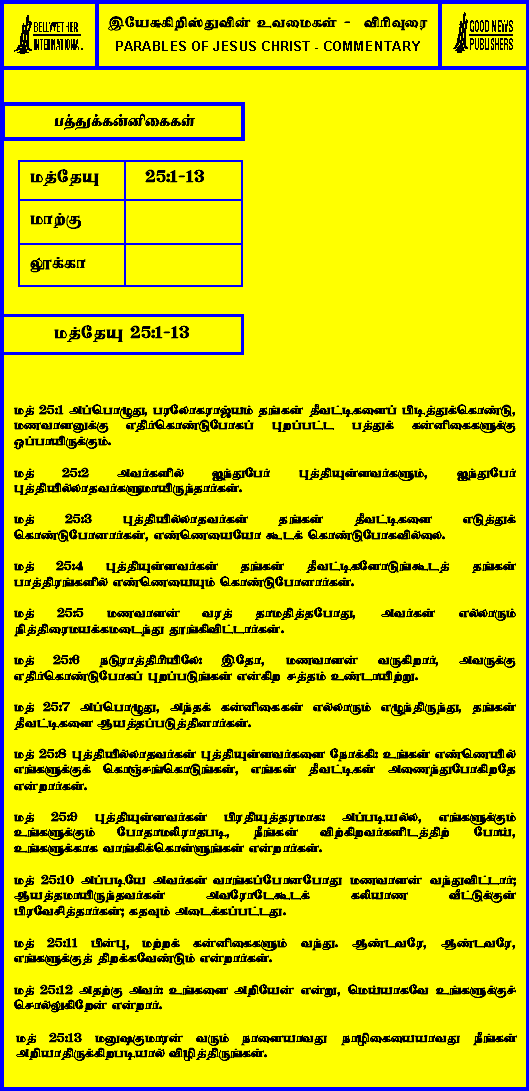 BELLWETHER
INTERNATIONAL
இயேசுகிறிஸ்துவின் உவமைகள் - விரிவுரை
PARABLES OF JESUS CHRIST - COMMENTARY
GOOD NEWS
PUBLISHERS
பத்துக்கன்னிகைகள்
மத்தேயு 25:1-13
மாற்கு
லூக்கா
மத்தேயு 25:1-13
மத் 25:1 அப்பொழுது, பரலோகராஜ்யம் தங்கள் தீவட்டிகளைப் பிடித்துக்கொண்டு,
மணவாளனுக்கு எதிர்கொண்டுபோகப் புறப்பட்ட பத்துக் கன்னிகைகளுக்கு
ஒப்பாயிருக்கும்.
மத் 25:2 அவர்களில் ஐந்துபேர் புத்தியுள்ளவர்களும், ஐந்துபேர்
புத்தியில்லாதவர்களுமாயிருந்தார்கள்.
மத் 25:3 புத்தியில்லாதவர்கள் தங்கள் தீவட்டிகளை எடுத்துக்
கொண்டுபோனார்கள், எண்ணெயையோ கூடக் கொண்டுபோகவில்லை.
மத் 25:4 புத்தியுள்ளவர்கள் தங்கள் தீவட்டிகளோடுங்கூடத் தங்கள்
பாத்திரங்களில் எண்ணெயையும் கொண்டுபோனார்கள்.
மத் 25:5 மணவாளன் வரத் தாமதித்தபோது, அவர்கள் எல்லாரும்
நித்திரைமயக்கமடைந்து தூங்கிவிட்டார்கள்.
மத் 25:6 நடுராத்திரியிலே: இதோ, மணவாளன் வருகிறார், அவருக்கு
எதிர்கொண்டுபோகப் புறப்படுங்கள் என்கிற சத்தம் உண்டாயிற்று.
மத் 25:7 அப்பொழுது, அந்தக் கன்னிகைகள் எல்லாரும் எழுந்திருந்து, தங்கள்
தீவட்டிகளை ஆயத்தப்படுத்தினார்கள்.
மத் 25:8 புத்தியில்லாதவர்கள் புத்தியுள்ளவர்களை நோக்கி: உங்கள் எண்ணெயில்
எங்களுக்குக் கொஞ்சங்கொடுங்கள், எங்கள் தீவட்டிகள் அணைந்துபோகிறதே
என்றார்கள்.
மத் 25:9 புத்தியுள்ளவர்கள் பிரதியுத்தரமாக: அப்படியல்ல, எங்களுக்கும்
உங்களுக்கும் போதாமலிராதபடி, நீங்கள் விற்கிறவர்களிடத்திற் போய்,
உங்களுக்காக வாங்கிக்கொள்ளுங்கள் என்றார்கள்.
மத் 25:10 அப்படியே அவர்கள் வாங்கப்போனபோது மணவாளன் வந்துவிட்டார்;
ஆயத்தமாயிருந்தவர்கள் அவரோடேகூடக் கலியாண வீட்டுக்குள்
பிரவேசித்தார்கள்; கதவும் அடைக்கப்பட்டது.
மத் 25:11 பின்பு, மற்றக் கன்னிகைகளும் வந்து. ஆண்டவரே, ஆண்டவரே,
எங்களுக்குத் திறக்கவேண்டும் என்றார்கள்.
மத் 25:12 அதற்கு அவர்: உங்களை அறியேன் என்று, மெய்யாகவே உங்களுக்குச்
சொல்லுகிறேன் என்றார்.
மத் 25:13 மனுஷகுமாரன் வரும் நாளையாவது நாழிகையையாவது நீங்கள்
அறியாதிருக்கிறபடியால் விழித்திருங்கள்.